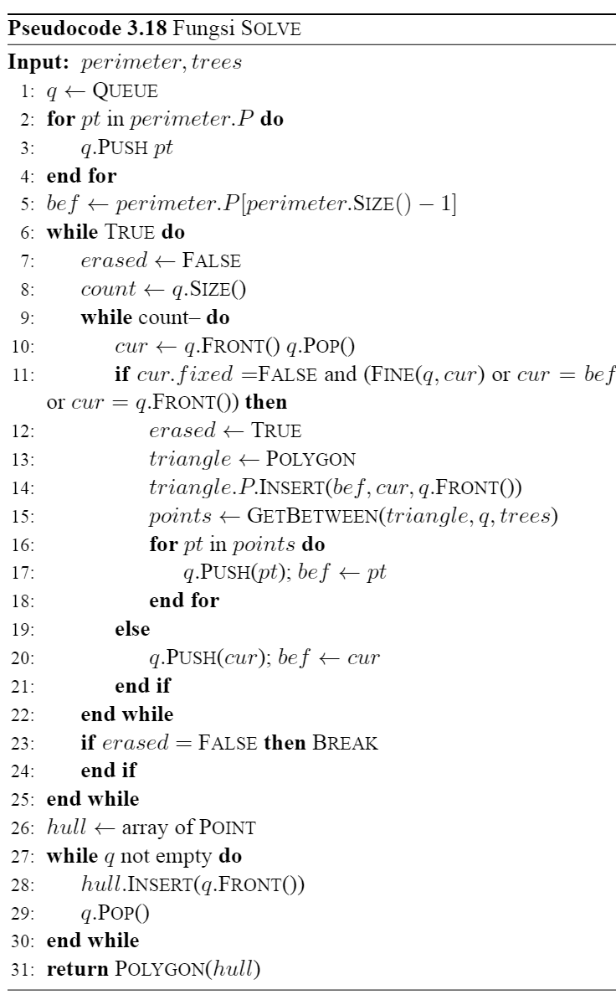 Pseudocode 3.18 Fungsi SOLVE
Input: perimeter, trees
1: q ← QUEUE
2: for pt in perimeter.P do
3: q.PUSH pt
4: end for
5: bef ← perimeter.P[perimeter.SIZE() − 1]
6: while TRUE do
7: erased ← FALSE
8: count ← q.SIZE()
9: while count– do
10: cur ← q.FRONT() q.POP()
11: if cur.fixed =FALSE and (FINE(q, cur) or cur = bef
or cur = q.FRONT()) then
12: erased ← TRUE
13: triangle ← POLYGON
14: triangle.P.INSERT(bef, cur, q.FRONT())
15: points ← GETBETWEEN(triangle, q, trees)
16: for pt in points do
17: q.PUSH(pt); bef ← pt
18: end for
19: else
20: q.PUSH(cur); bef ← cur
21: end if
22: end while
23: if erased = FALSE then BREAK
24: end if
25: end while
26: hull ← array of POINT
27: while q not empty do
28: hull.INSERT(q.FRONT())
29: q.POP()
30: end while
31: return POLYGON(hull)